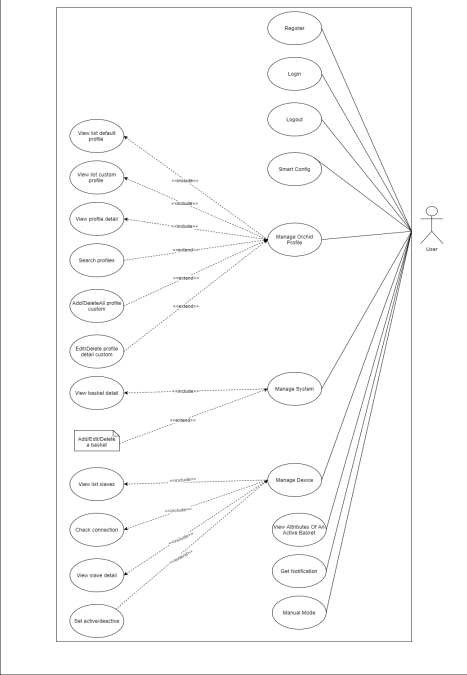 Register
Login
Logout
Smart Config
Manage Orchid
Profile
Manage System
Manage Device
View Attributes Of An
Active Basket
Get Notification
Manual Mode
User
View list default
profile
View list custom
profile
View profile detail
Search profiles
Add/DeleteAll profile
custom
Edit/Delete profile
detail custom
View basket detail
Add/Edit/Delete
a basket
View list slaves
Check connection
View slave detail
Set active/deactive
<<include>>
<<include>>
<<include>>
<<extend>>
<<extend>>
<<extend>>
<<include>>
<<extend>>
<<include>>
<<include>>
<<include>>
<<extend>>